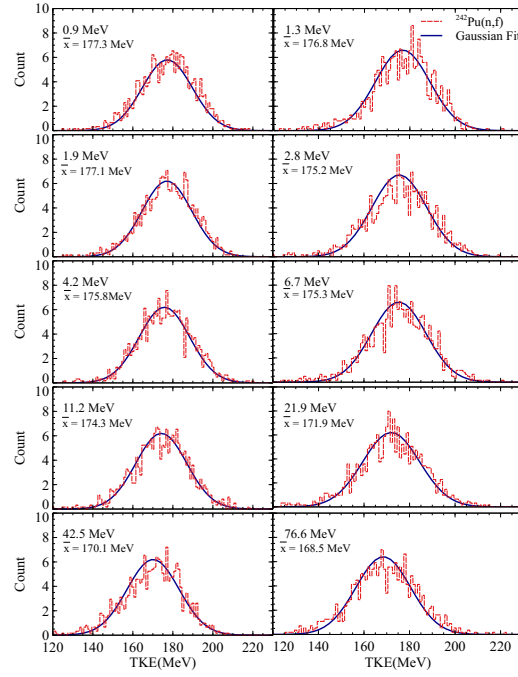 10
8
6
4
2
0
Count
0.9 MeV
x = 177.3 MeV
1.3 MeV
x = 176.8 MeV
242Pu(n,f)
Gaussian Fit
8
6
4
2
0
Count
1.9 MeV
x = 177.1 MeV
2.8 MeV
x = 175.2 MeV
8
6
4
2
0
Count
4.2 MeV
x = 175.8MeV
6.7 MeV
x = 175.3 MeV
8
6
4
2
0
Count
11.2 MeV
x = 174.3 MeV
21.9 MeV
x = 171.9 MeV
10
8
6
4
2
0
Count
42.5 MeV
x = 170.1 MeV
76.6 MeV
x = 168.5 MeV
140 160 180 200 220
120 140 160 180 200 220
TKE(MeV)
TKE(MeV)